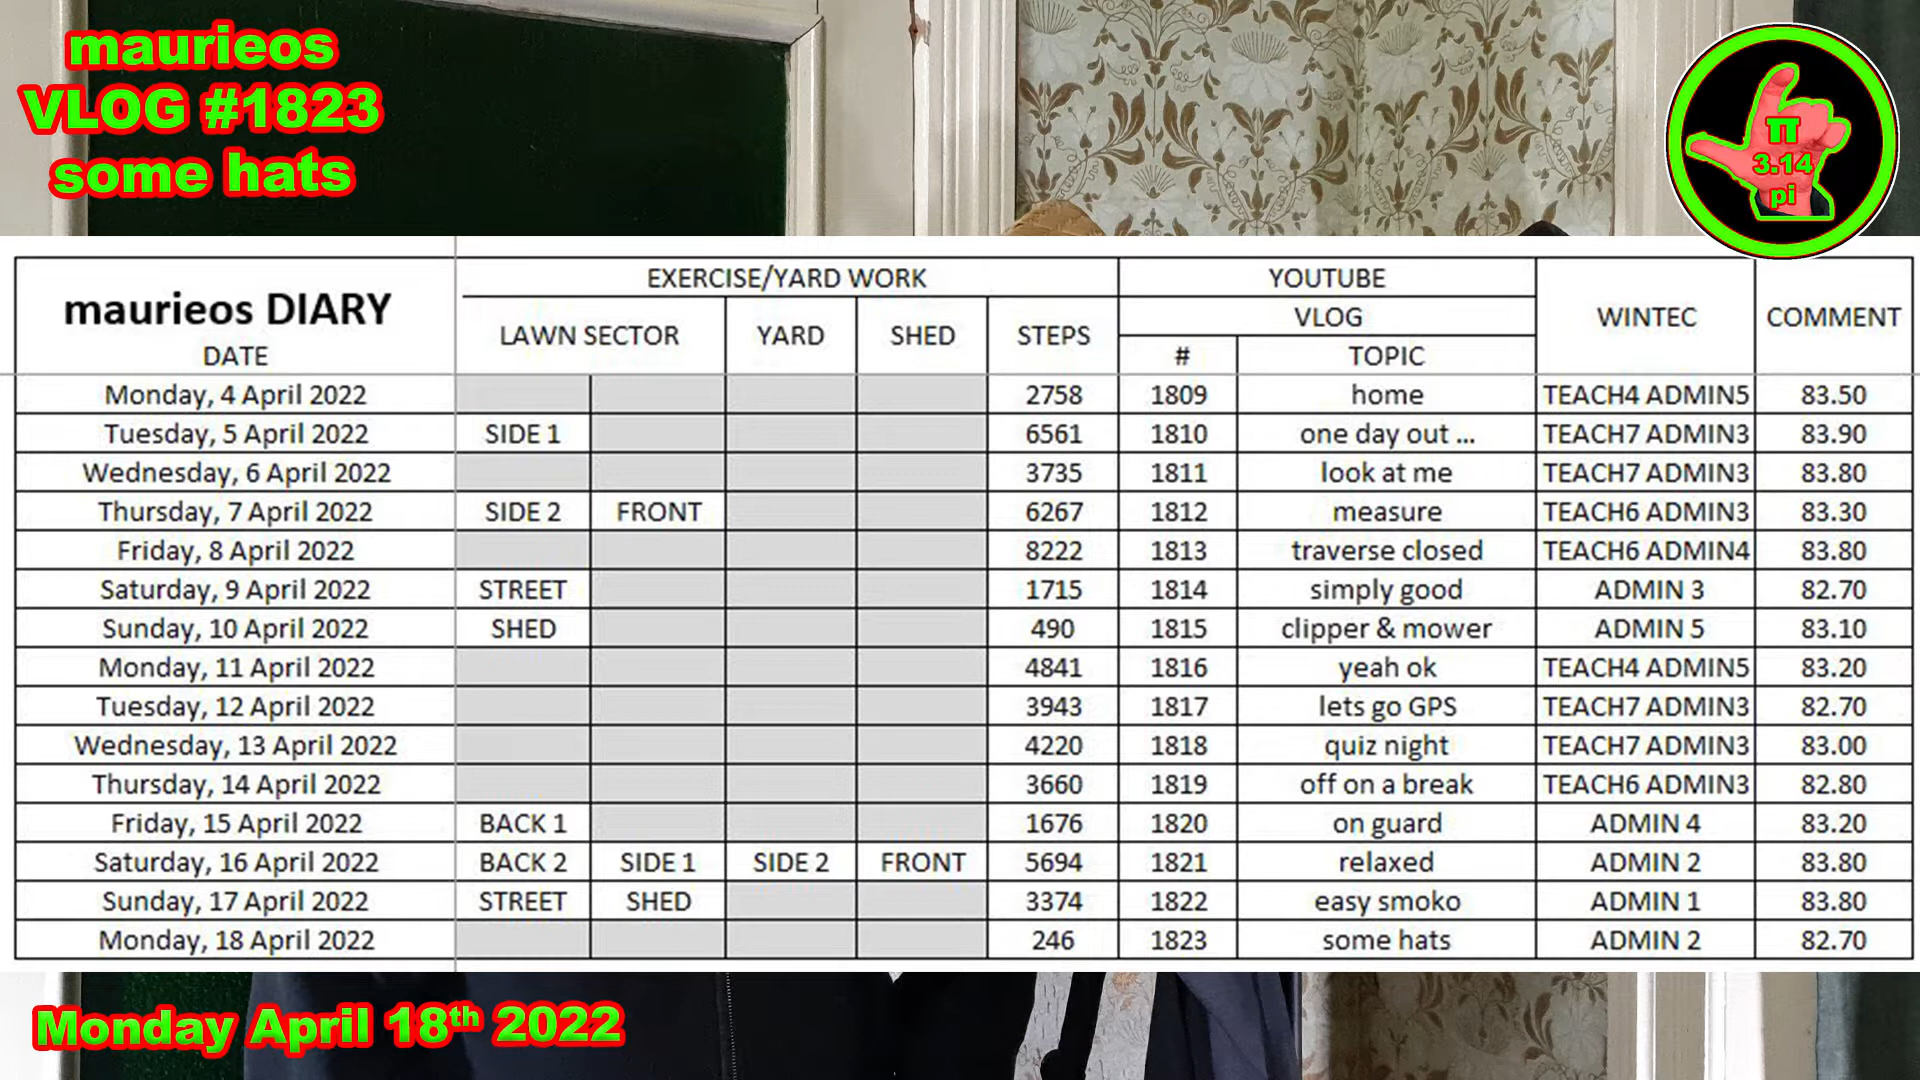 maurieos
VLOG #1823
some hats
π
3.14
pi
maurieos DIARY
DATE
EXERCISE/YARD WORK
LAWN SECTOR YARD SHED STEPS
YOUTUBE
VLOG
# TOPIC
WINTEC COMMENT
Monday, 4 April 2022 2758 1809 home TEACH4 ADMIN5 83.50
Tuesday, 5 April 2022 SIDE 1 6561 1810 one day out ... TEACH7 ADMIN3 83.90
Wednesday, 6 April 2022 3735 1811 look at me TEACH7 ADMIN3 83.80
Thursday, 7 April 2022 SIDE 2 FRONT 6267 1812 measure TEACH6 ADMIN3 83.30
Friday, 8 April 2022 8222 1813 traverse closed TEACH6 ADMIN4 83.80
Saturday, 9 April 2022 STREET 1715 1814 simply good ADMIN 3 82.70
Sunday, 10 April 2022 SHED 490 1815 clipper & mower ADMIN 5 83.10
Monday, 11 April 2022 4841 1816 yeah ok TEACH4 ADMIN5 83.20
Tuesday, 12 April 2022 3943 1817 lets go GPS TEACH7 ADMIN3 82.70
Wednesday, 13 April 2022 4220 1818 quiz night TEACH7 ADMIN3 83.00
Thursday, 14 April 2022 3660 1819 off on a break TEACH6 ADMIN3 82.80
Friday, 15 April 2022 BACK 1 1676 1820 on guard ADMIN 4 83.20
Saturday, 16 April 2022 BACK 2 SIDE 1 SIDE 2 FRONT 5694 1821 relaxed ADMIN 2 83.80
Sunday, 17 April 2022 STREET SHED 3374 1822 easy smoko ADMIN 1 83.80
Monday, 18 April 2022 246 1823 some hats ADMIN 2 82.70
Monday April 18th 2022